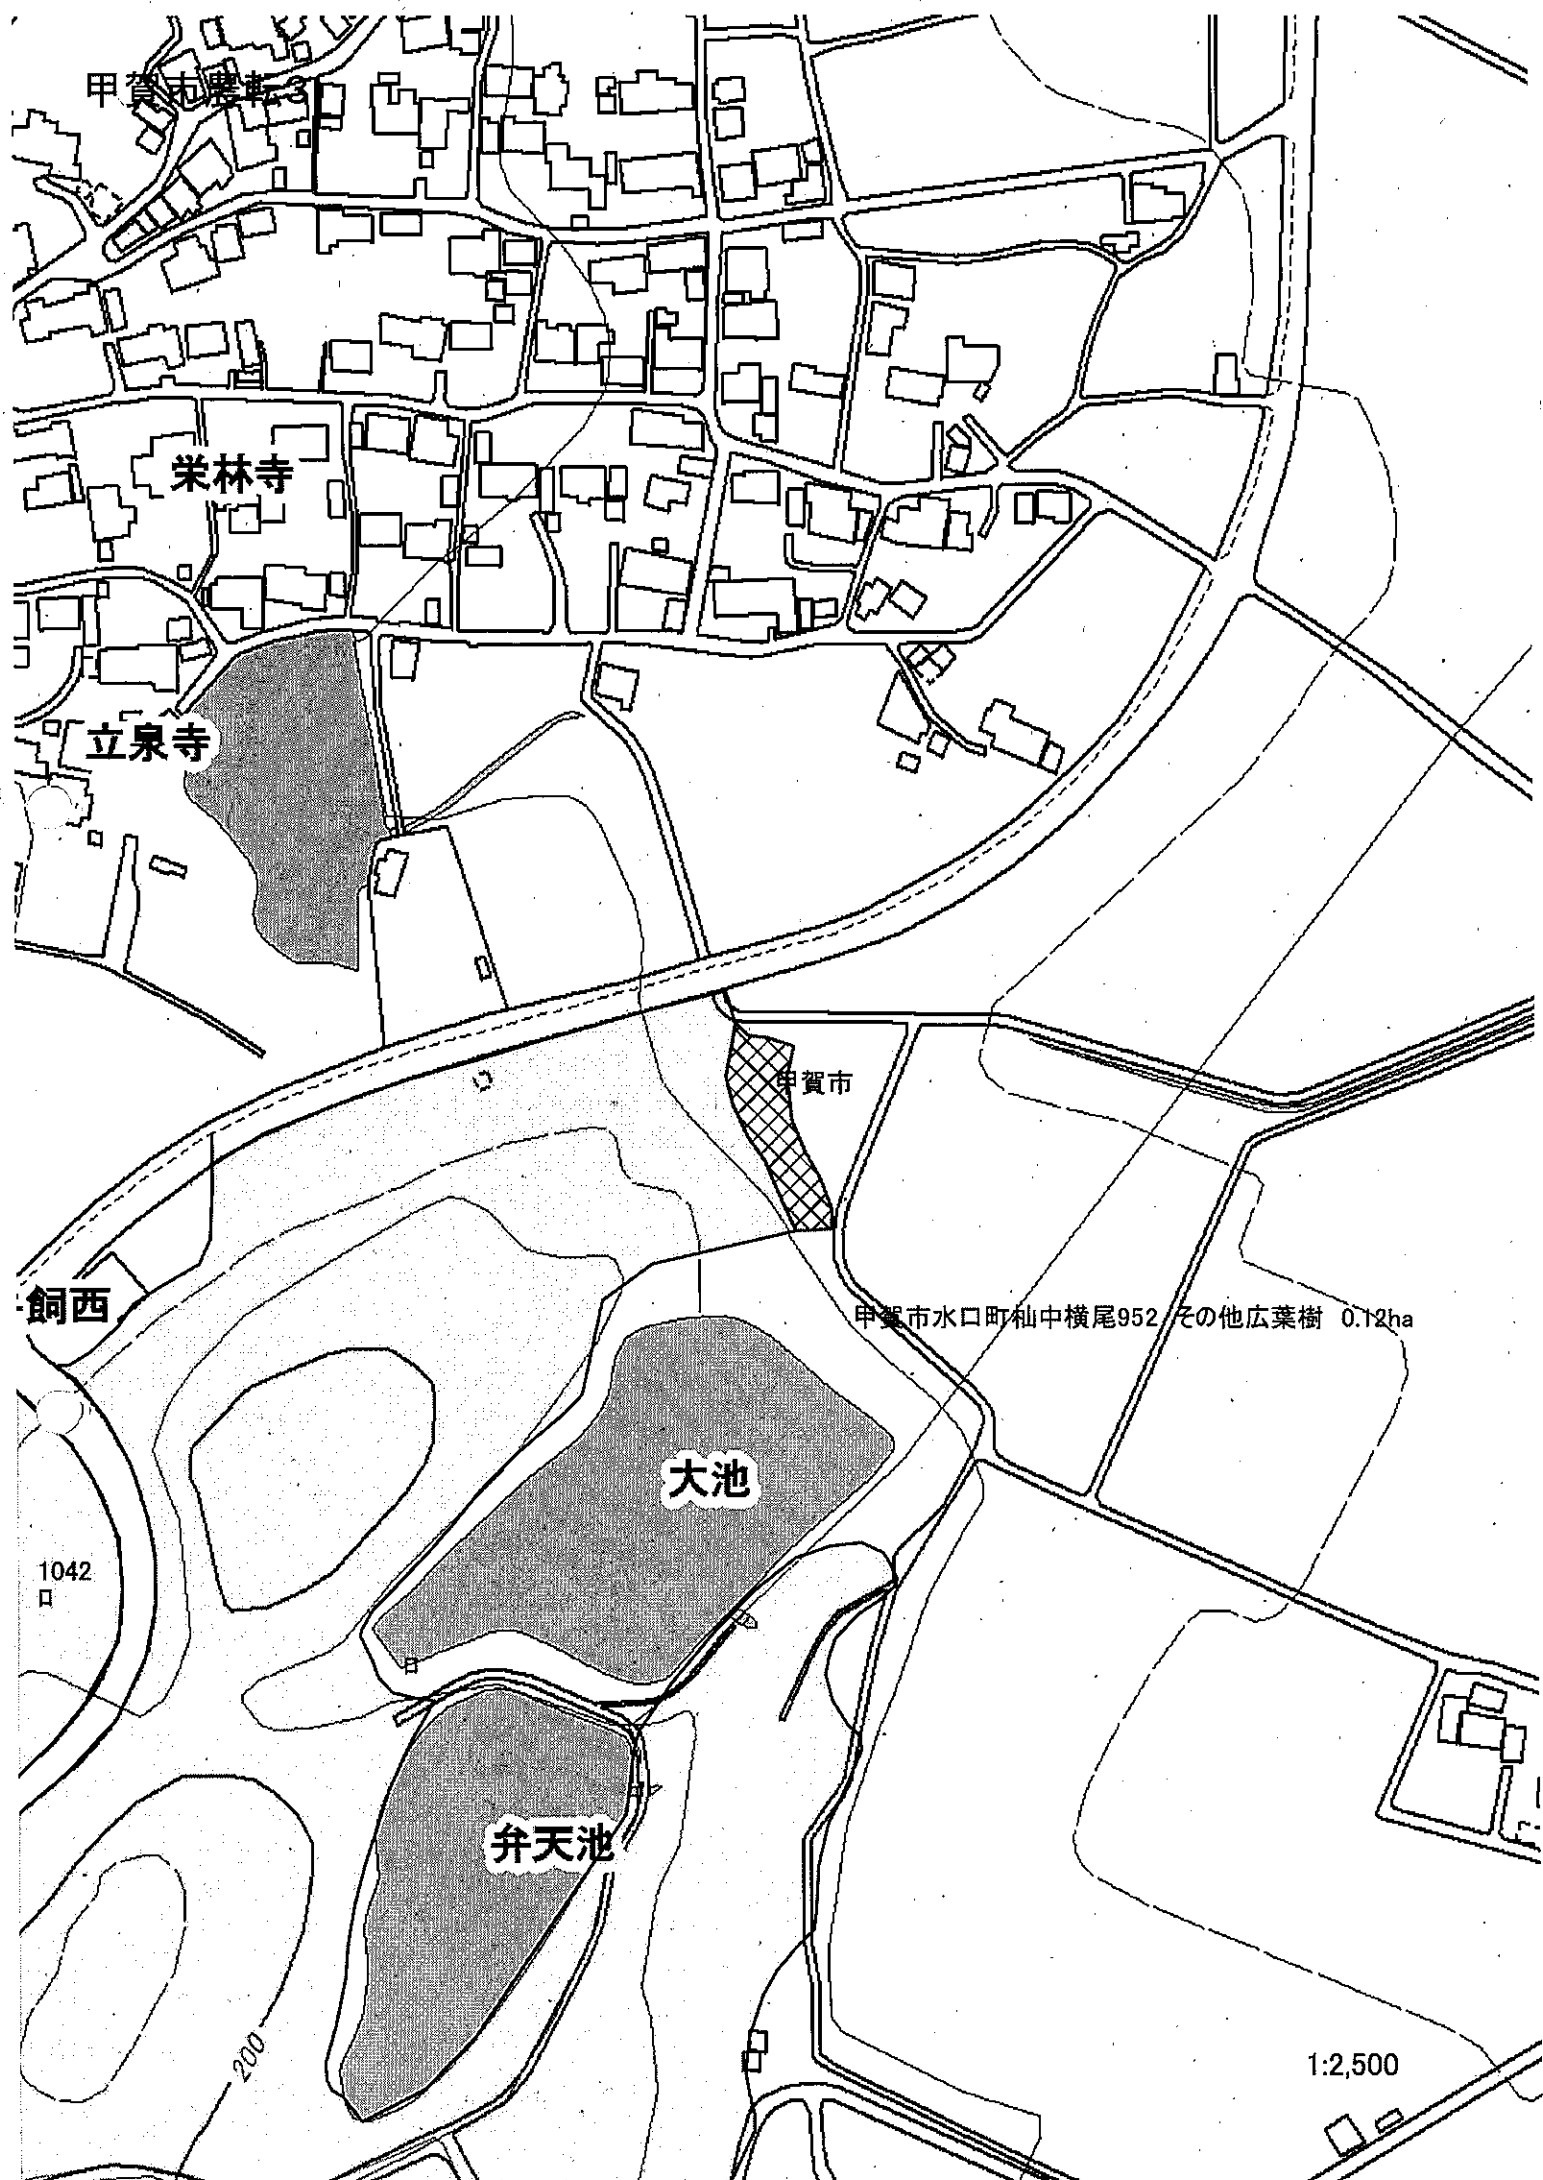 甲賀市農転3
栄林寺
立泉寺
甲賀市
飼西
甲賀市水口町杣中横尾952 その他広葉樹 0.12ha
大池
1042
弁天池
200
1:2,500